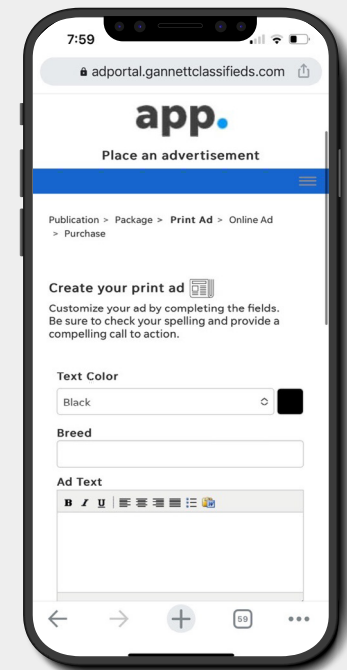 7:59
adportal.gannettclassifieds.com
app.
Place an advertisement
Publication > Package > Print Ad > Online Ad
> Purchase
Create your print ad
Customize your ad by completing the fields.
Be sure to check your spelling and provide a
compelling call to action.
Text Color
Black
Breed
Ad Text
B I U
59